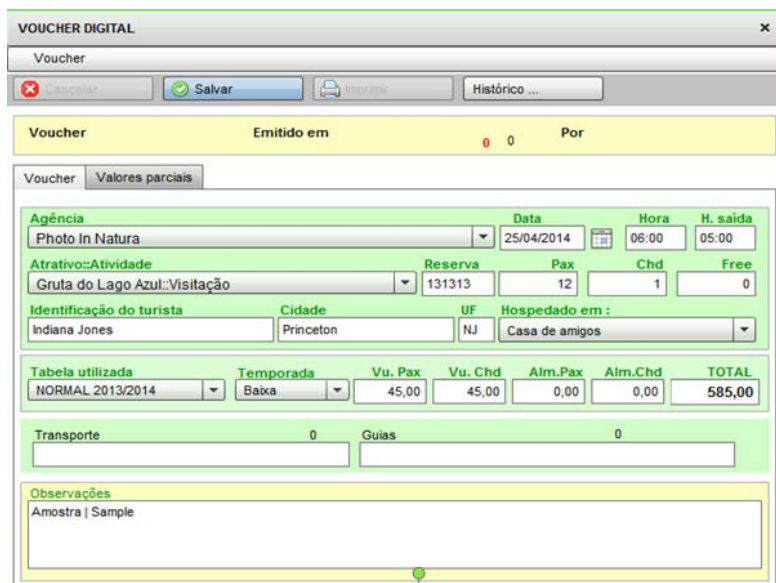 VOUCHER DIGITAL x
Voucher
Cancelar Salvar Imprimir Histórico ...
Voucher Emitido em 0 0 Por
Voucher Valores parciais
Agência Data Hora H. saída
Photo In Natura 25/04/2014 06:00 05:00
Atrativo::Atividade Reserva Pax Chd Free
Gruta do Lago Azul::Visitação 131313 12 1 0
Identificação do turista Cidade UF Hospedado em :
Indiana Jones Princeton NJ Casa de amigos
Tabela utilizada Temporada Vu. Pax Vu. Chd Alm.Pax Alm.Chd TOTAL
NORMAL 2013/2014 Baixa 45,00 45,00 0,00 0,00 585,00
Transporte 0 Guias 0
Observações
Amostra | Sample